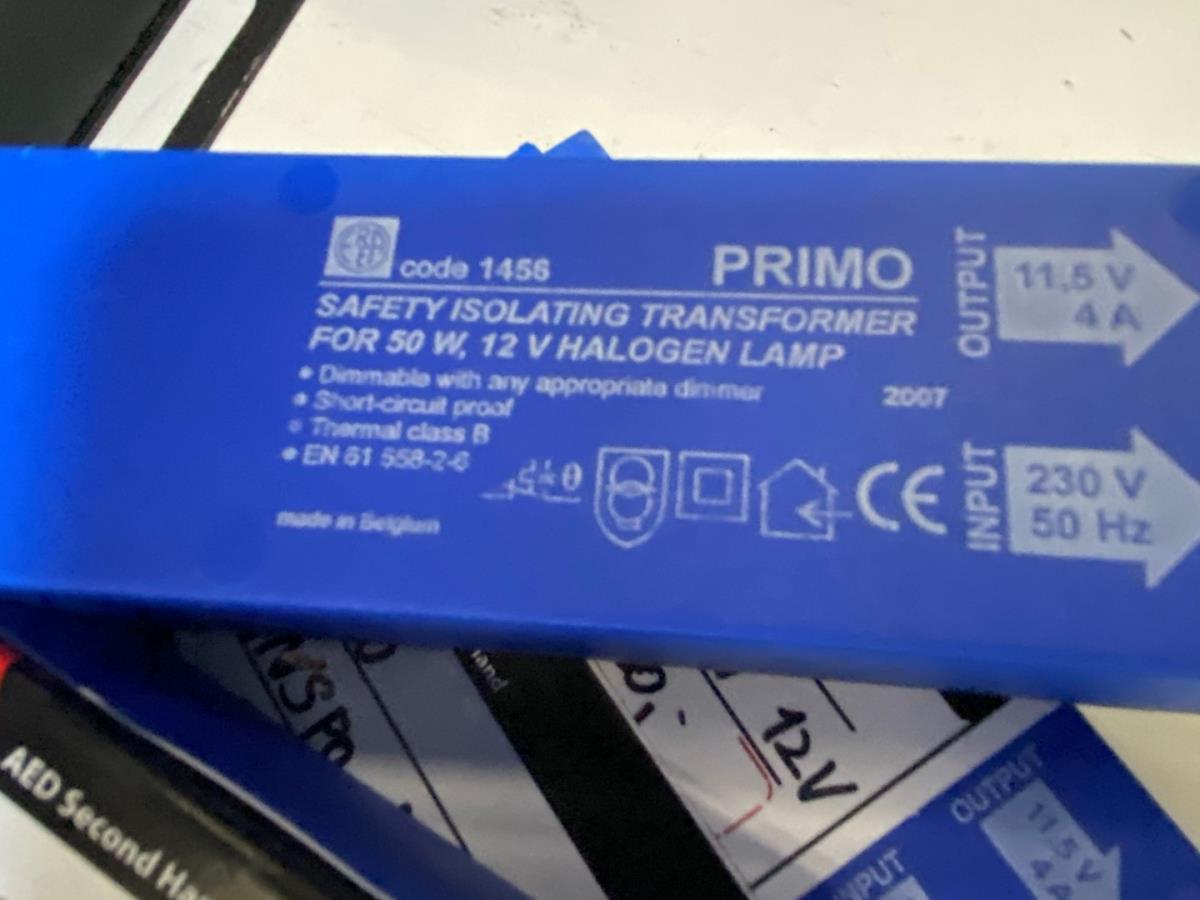 code 1456
PRIMO
SAFETY ISOLATING TRANSFORMER
FOR 50 W, 12 V HALOGEN LAMP
• Dimmable with any appropriate dimmer
2007
• Short-circuit proof
• Thermal class B
• EN 61 558-2-6
made in Belgium
CE
OUTPUT
11,5 V
4 A
INPUT
230 V
50 Hz
12V
AED Second
OUTPUT
11,5 V
4 A
INPUT